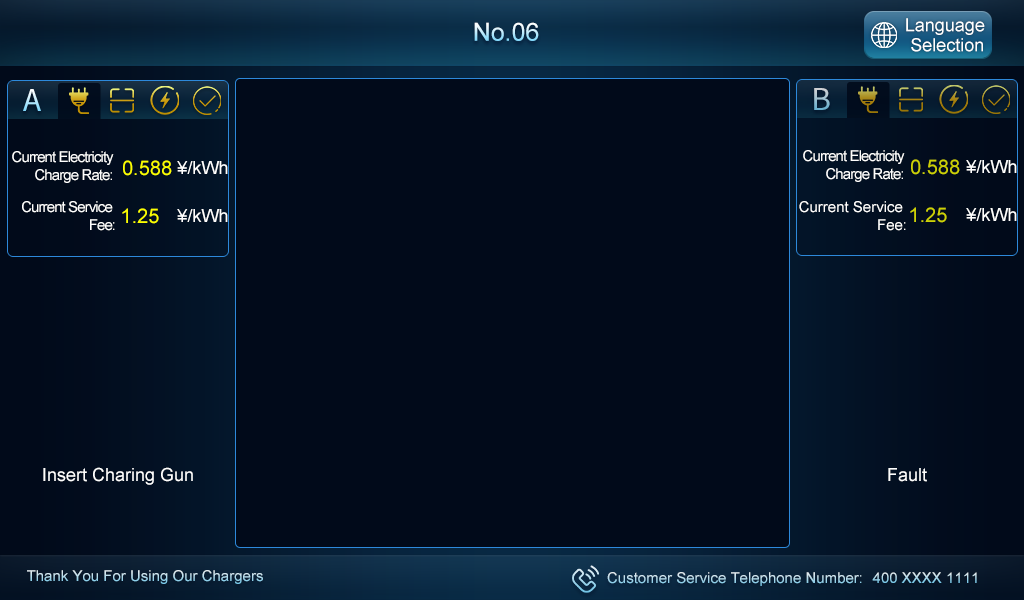 No.06
Language
Selection
A
Current Electricity
Charge Rate:
0.588 ¥/kWh
Current Service
Fee:
1.25 ¥/kWh
B
Current Electricity
Charge Rate:
0.588 ¥/kWh
Current Service
Fee:
1.25 ¥/kWh
Insert Charing Gun
Fault
Thank You For Using Our Chargers
Customer Service Telephone Number: 400 XXXX 1111